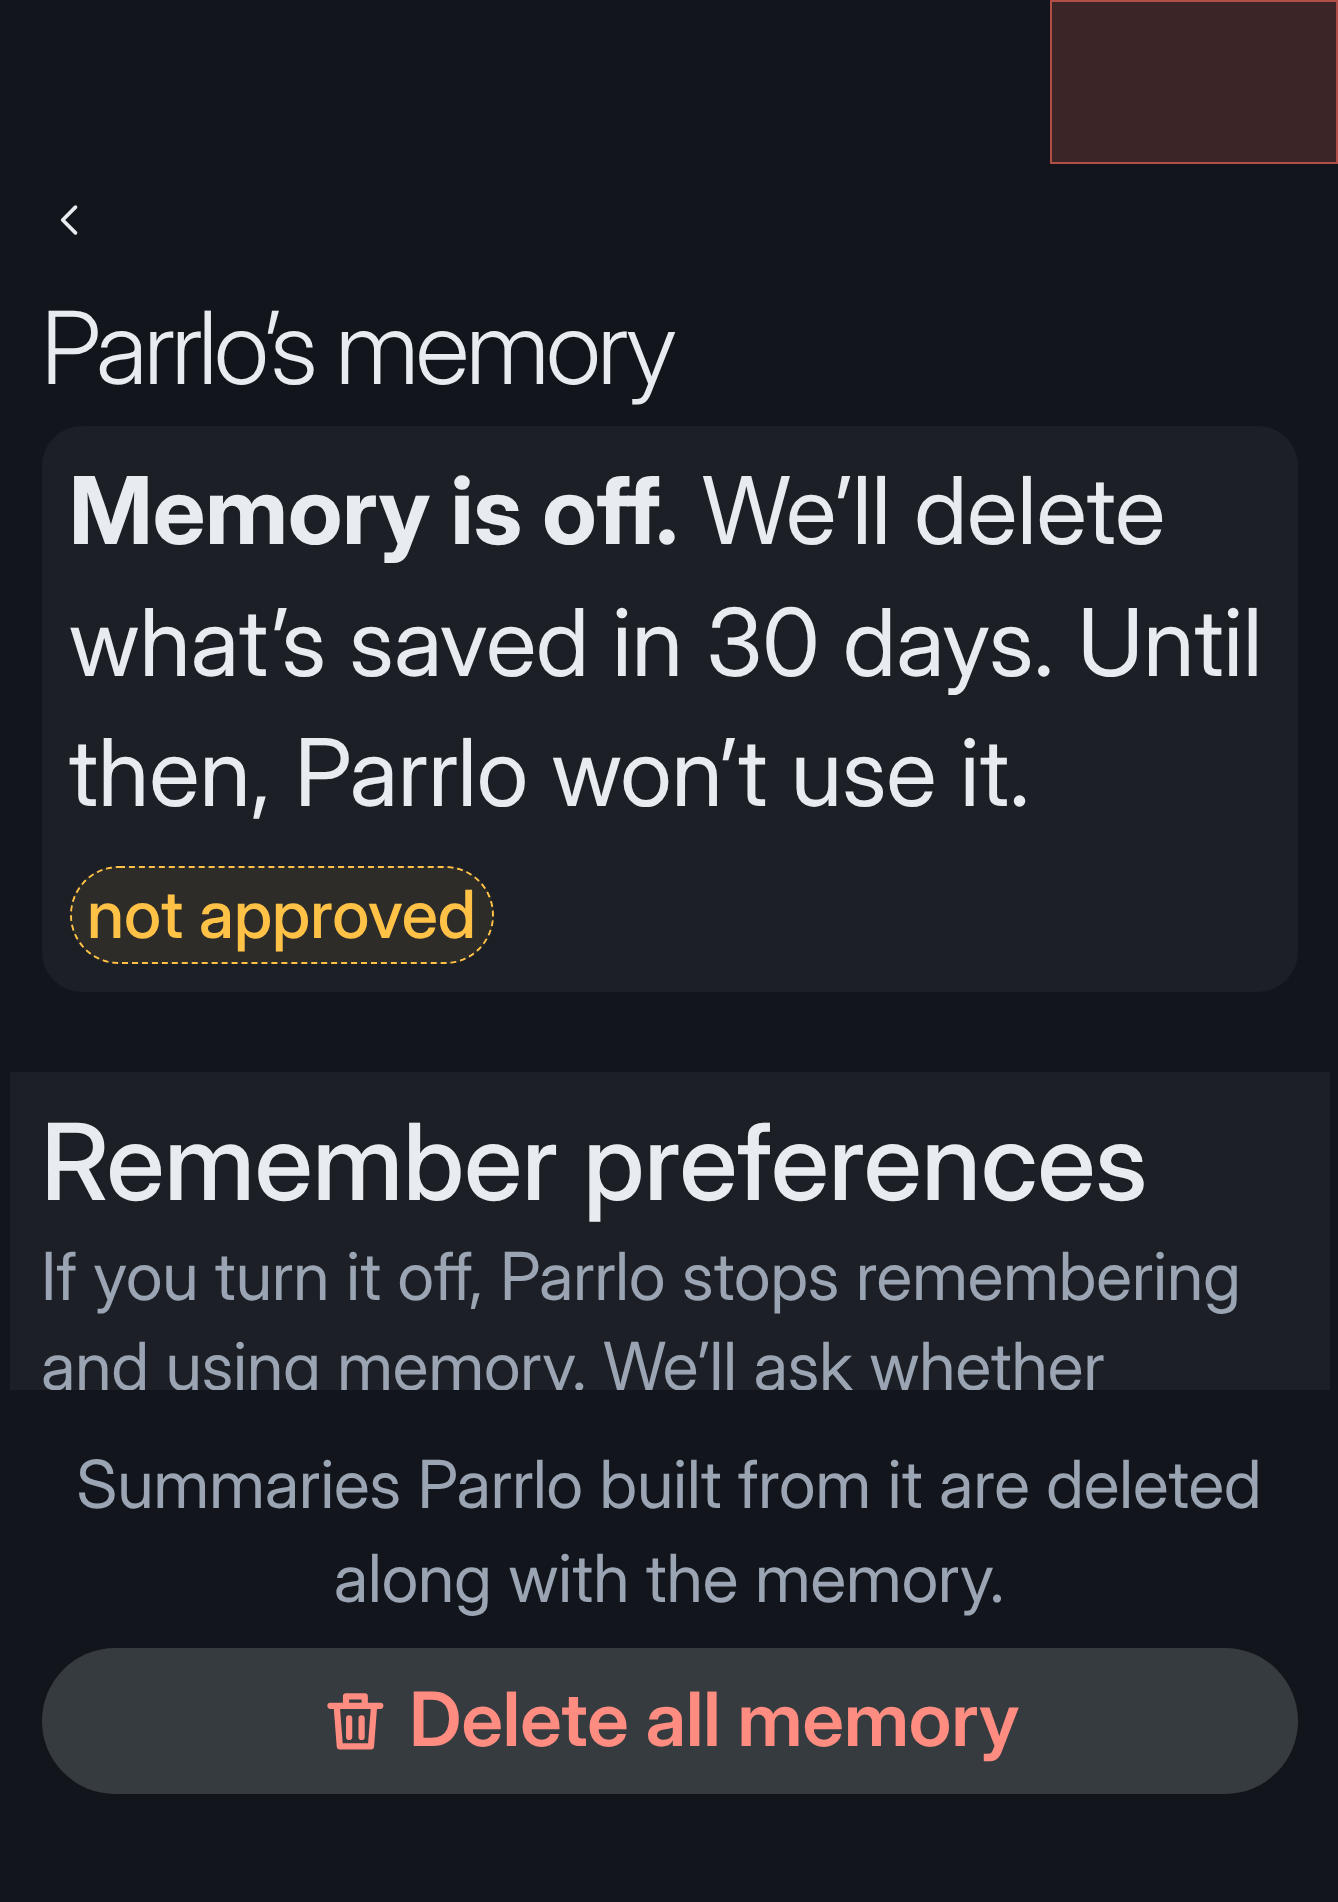 Parrlo’s memory
Memory is off. We’ll delete
what’s saved in 30 days. Until
then, Parrlo won’t use it.
not approved
Remember preferences
If you turn it off, Parrlo stops remembering
and using memory. We’ll ask whether
Summaries Parrlo built from it are deleted
along with the memory.
Delete all memory